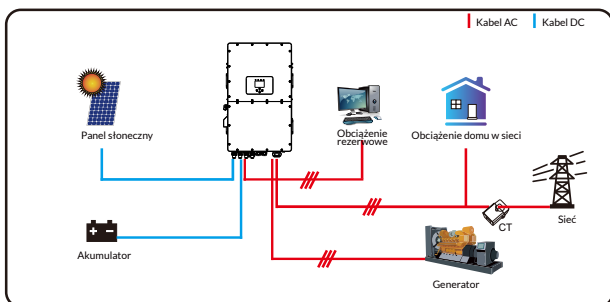 Kabel AC
Kabel DC
Panel słoneczny
Obciążenie
rezerwowe
Obciążenie domu w sieci
CT
Sieć
Akumulator
Generator